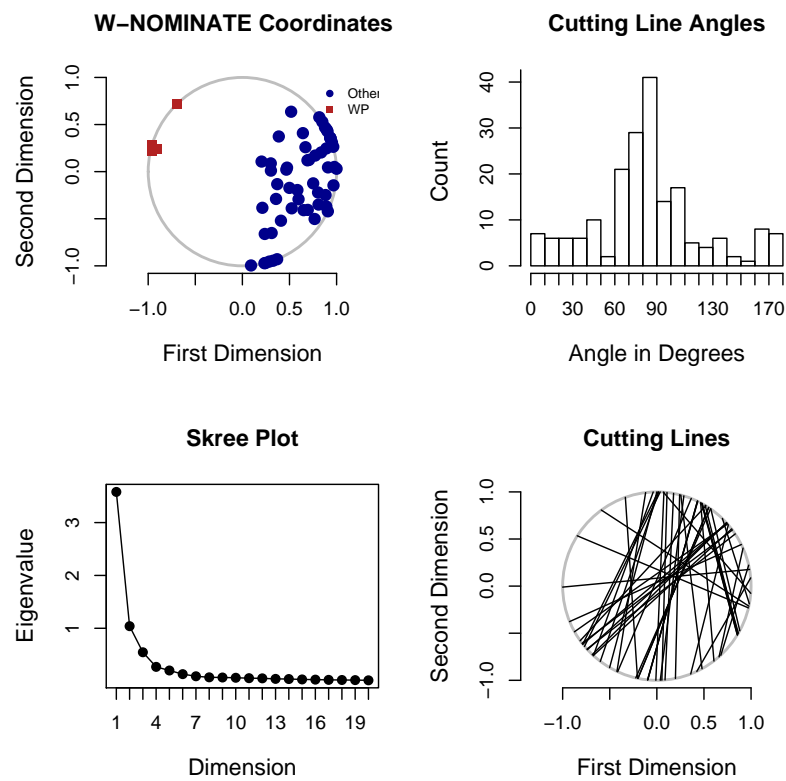 W−NOMINATE Coordinates
Second Dimension
1.0
0.5
0.0
−1.0
Other
WP
−1.0 0.0 0.5 1.0
First Dimension
Cutting Line Angles
Count
40
30
20
10
0
0 30 60 90 130 170
Angle in Degrees
Skree Plot
Eigenvalue
3
2
1
1 4 7 10 13 16 19
Dimension
Cutting Lines
Second Dimension
1.0
0.5
0.0
−1.0
−1.0 0.0 0.5 1.0
First Dimension